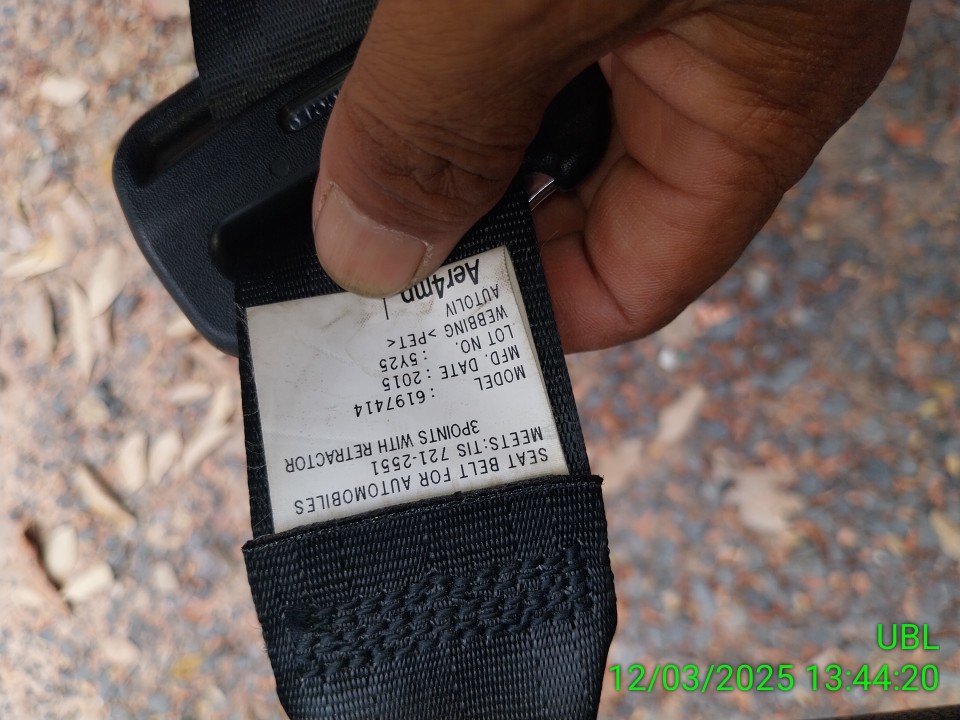 SEAT BELT FOR AUTOMOBILES
MEETS:TIS 721-2551
3POINTS WITH RETRACTOR
MODEL : 6197414
MFD. DATE : 2015
LOT NO. : 5Y25
WEBBING >PET<
AUTOLIV
Aer4mp
UBL
12/03/2025 13:44:20